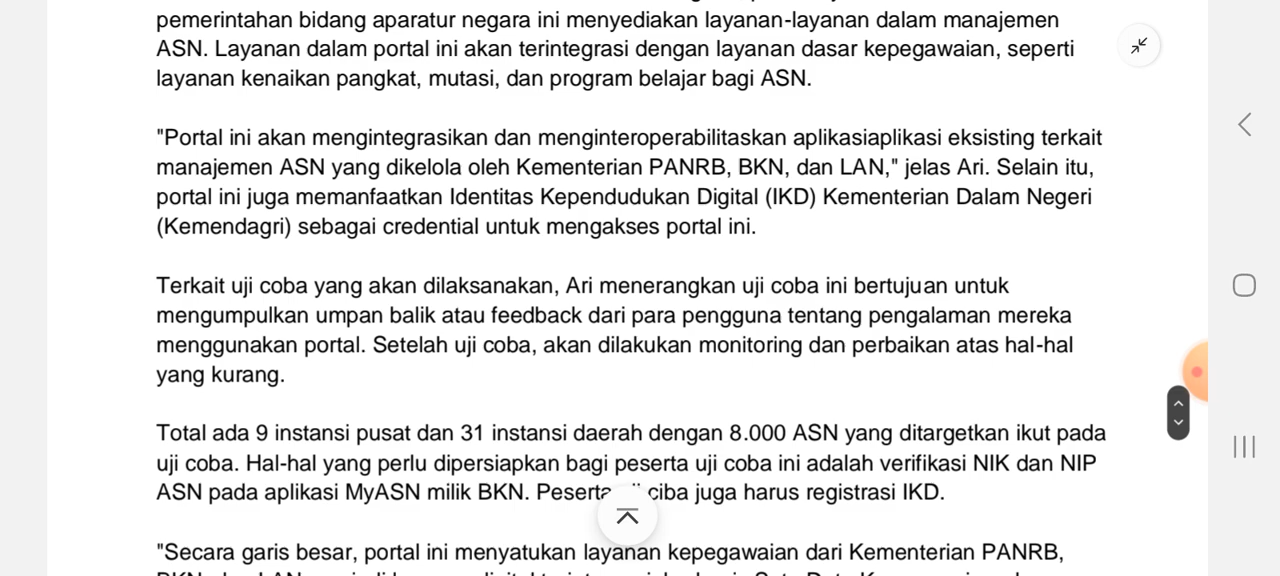 pemerintahan bidang aparatur negara ini menyediakan layanan-layanan dalam manajemen
ASN. Layanan dalam portal ini akan terintegrasi dengan layanan dasar kepegawaian, seperti
layanan kenaikan pangkat, mutasi, dan program belajar bagi ASN.
"Portal ini akan mengintegrasikan dan menginteroperabilitaskan aplikasiaplikasi eksisting terkait
manajemen ASN yang dikelola oleh Kementerian PANRB, BKN, dan LAN," jelas Ari. Selain itu,
portal ini juga memanfaatkan Identitas Kependudukan Digital (IKD) Kementerian Dalam Negeri
(Kemendagri) sebagai credential untuk mengakses portal ini.
Terkait uji coba yang akan dilaksanakan, Ari menerangkan uji coba ini bertujuan untuk
mengumpulkan umpan balik atau feedback dari para pengguna tentang pengalaman mereka
menggunakan portal. Setelah uji coba, akan dilakukan monitoring dan perbaikan atas hal-hal
yang kurang.
Total ada 9 instansi pusat dan 31 instansi daerah dengan 8.000 ASN yang ditargetkan ikut pada
uji coba. Hal-hal yang perlu dipersiapkan bagi peserta uji coba ini adalah verifikasi NIK dan NIP
ASN pada aplikasi MyASN milik BKN. Peserta ciba juga harus registrasi IKD.
"Secara garis besar, portal ini menyatukan layanan kepegawaian dari Kementerian PANRB,